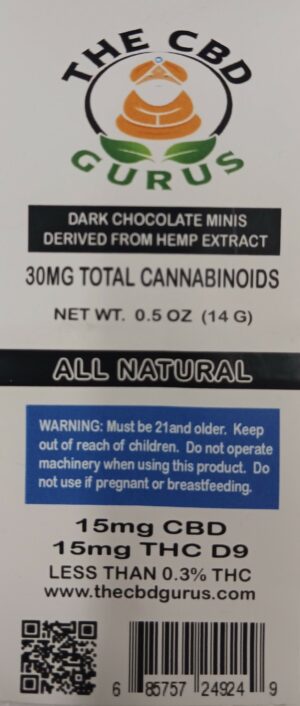 THE CBD
GURUS
DARK CHOCOLATE MINIS
DERIVED FROM HEMP EXTRACT
30MG TOTAL CANNABINOIDS
NET WT. 0.5 OZ (14 G)
ALL NATURAL
WARNING: Must be 21and older. Keep
out of reach of children. Do not operate
machinery when using this product. Do
not use if pregnant or breastfeeding.
15mg CBD
15mg THC D9
LESS THAN 0.3% THC
www.thecbdgurus.com
6 85757 24924 9